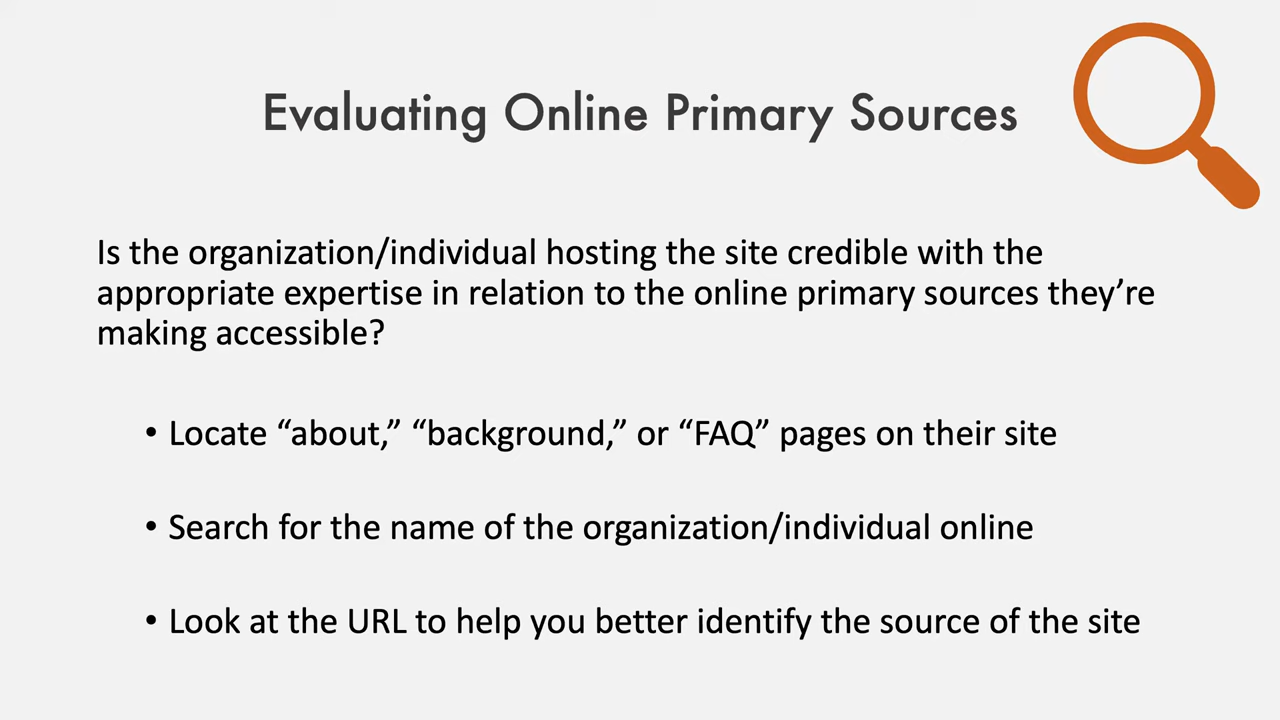 Evaluating Online Primary Sources
Is the organization/individual hosting the site credible with the
appropriate expertise in relation to the online primary sources they’re
making accessible?
• Locate “about,” “background,” or “FAQ” pages on their site
• Search for the name of the organization/individual online
• Look at the URL to help you better identify the source of the site